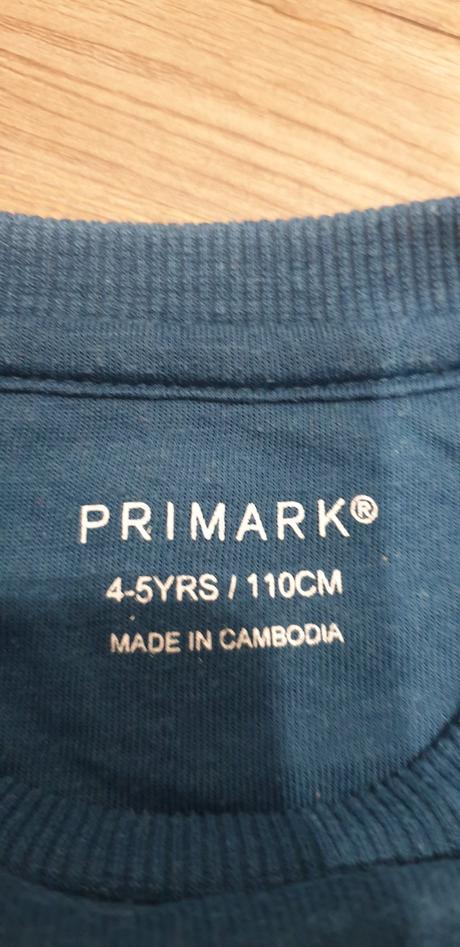 PRIMARK®
4-5YRS / 110CM
MADE IN CAMBODIA